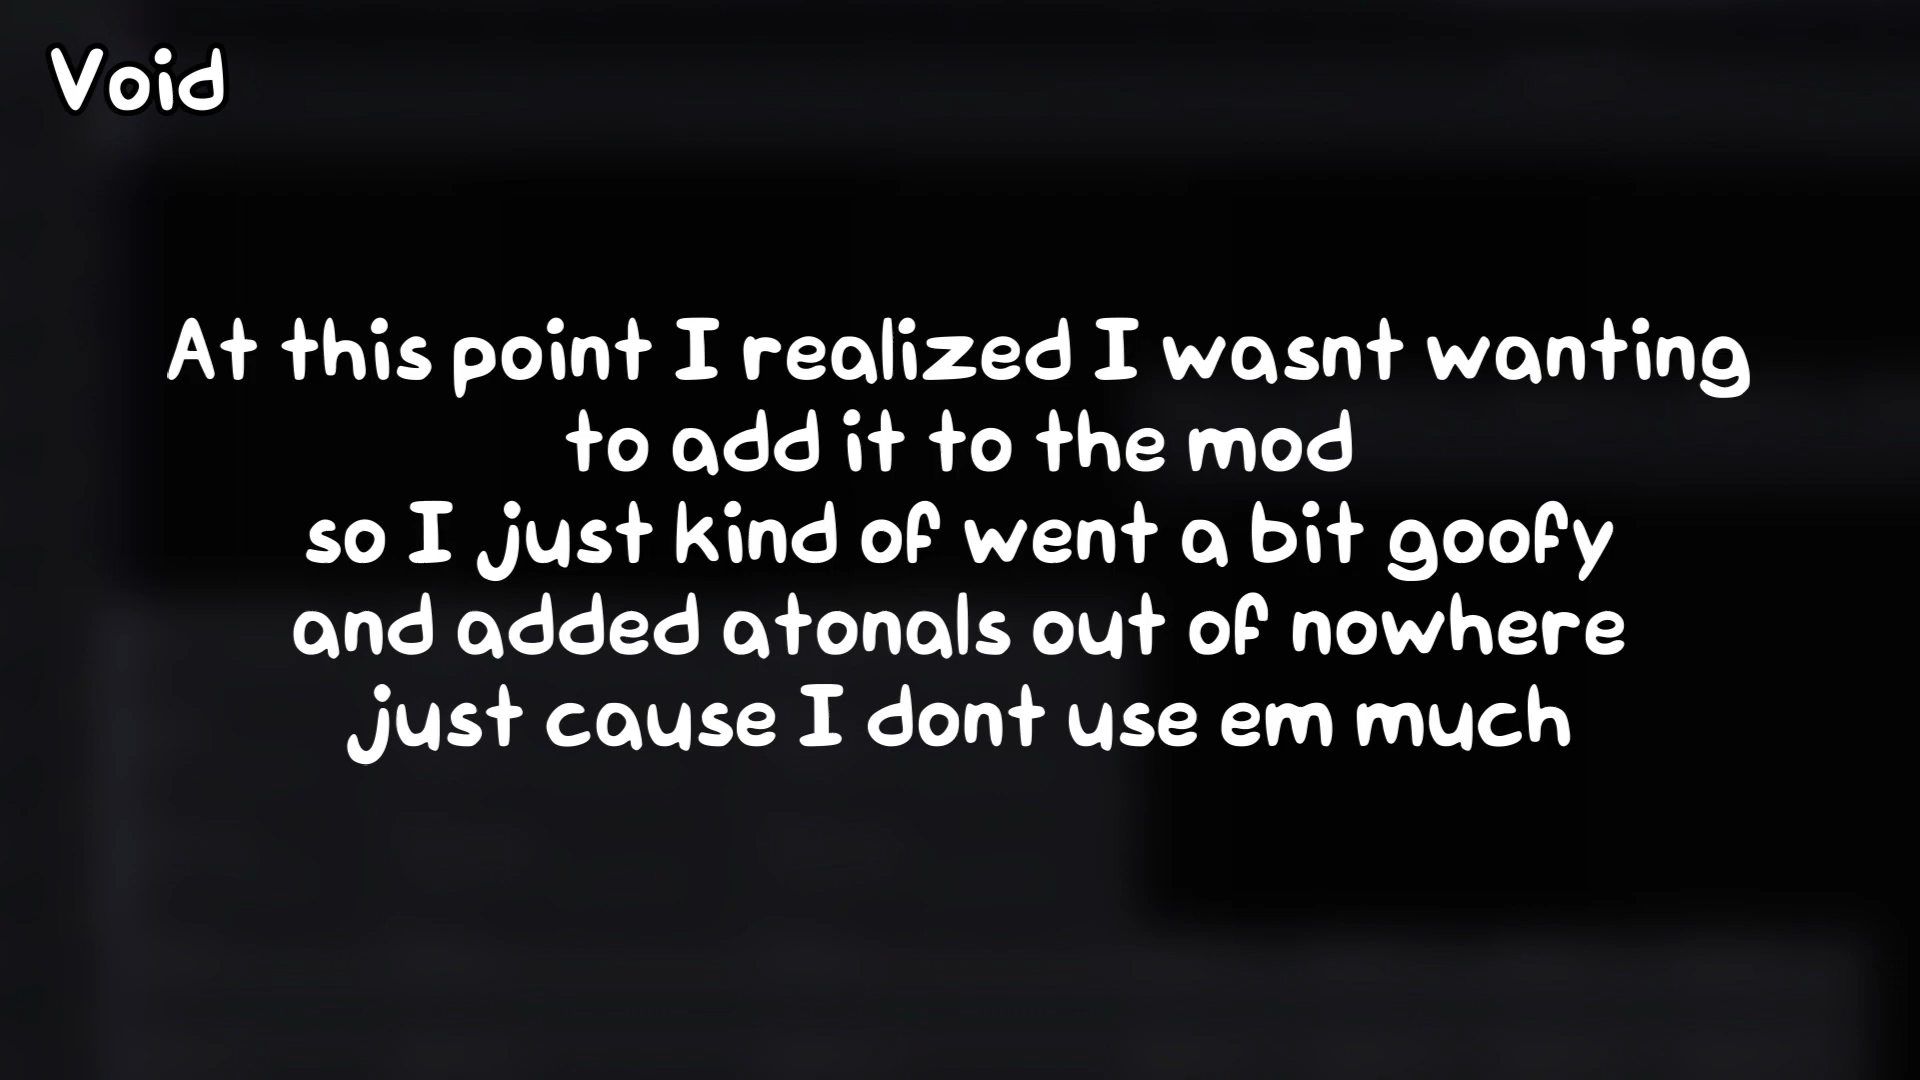 Void
At this point I realized I wasnt wanting
to add it to the mod
so I just kind of went a bit goofy
and added atonals out of nowhere
just cause I dont use em much